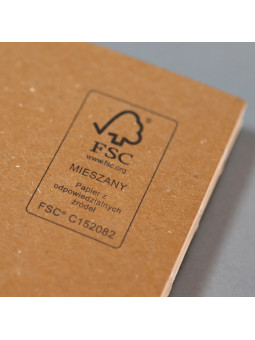 FSC
www.fsc.org
MIESZANY
Papier z
odpowiedzialnych
źródeł
FSC® C152082